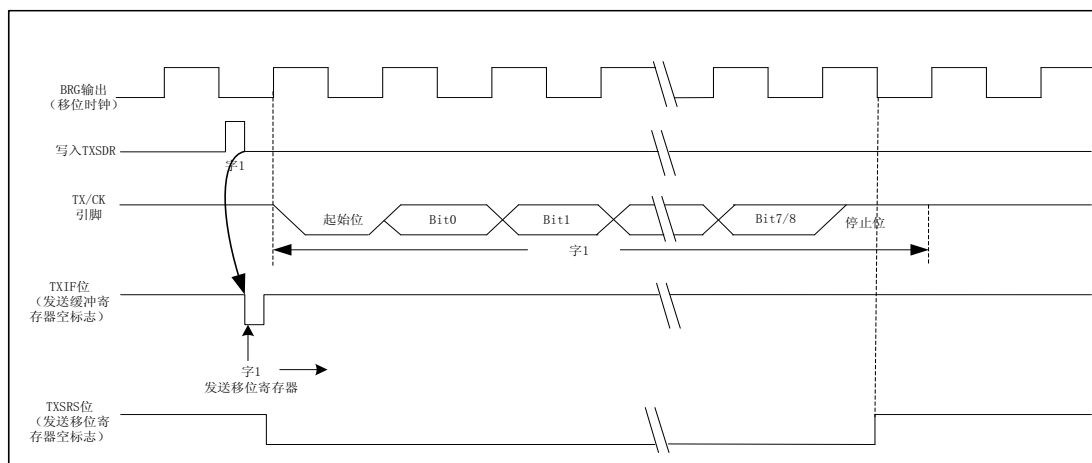 BRG输出
（移位时钟）
写入TXSDR
字1
TX/CK
引脚
起始位
Bit0
Bit1
Bit7/8
停止位
字1
TXIF位
（发送缓冲寄
存器空标志）
字1
发送移位寄存器
TXSRS位
（发送移位寄
存器空标志）